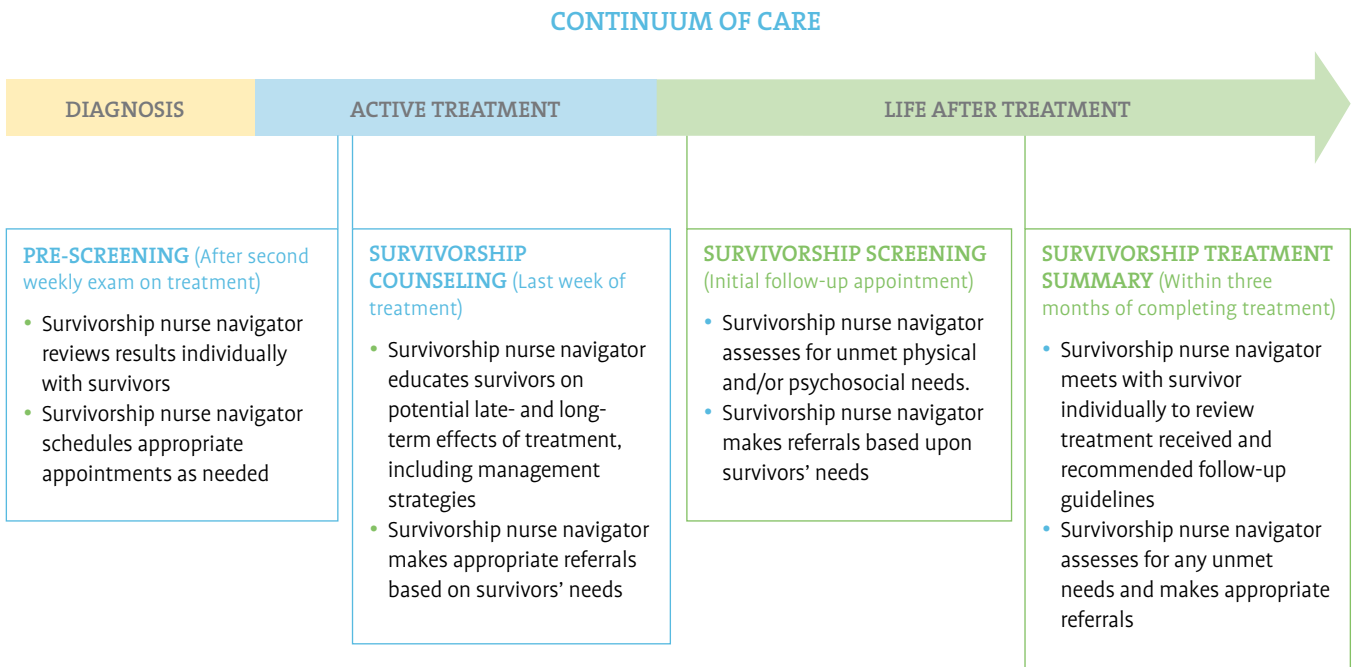 CONTINUUM OF CARE
DIAGNOSIS
ACTIVE TREATMENT
LIFE AFTER TREATMENT
PRE-SCREENING (After second
weekly exam on treatment)
• Survivorship nurse navigator
reviews results individually
with survivors
• Survivorship nurse navigator
schedules appropriate
appointments as needed
SURVIVORSHIP
COUNSELING (Last week of
treatment)
• Survivorship nurse navigator
educates survivors on
potential late- and long-
term effects of treatment,
including management
strategies
• Survivorship nurse navigator
makes appropriate referrals
based on survivors’ needs
SURVIVORSHIP SCREENING
(Initial follow-up appointment)
• Survivorship nurse navigator
assesses for unmet physical
and/or psychosocial needs.
• Survivorship nurse navigator
makes referrals based upon
survivors’ needs
SURVIVORSHIP TREATMENT
SUMMARY (Within three
months of completing treatment)
• Survivorship nurse navigator
meets with survivor
individually to review
treatment received and
recommended follow-up
guidelines
• Survivorship nurse navigator
assesses for any unmet
needs and makes appropriate
referrals